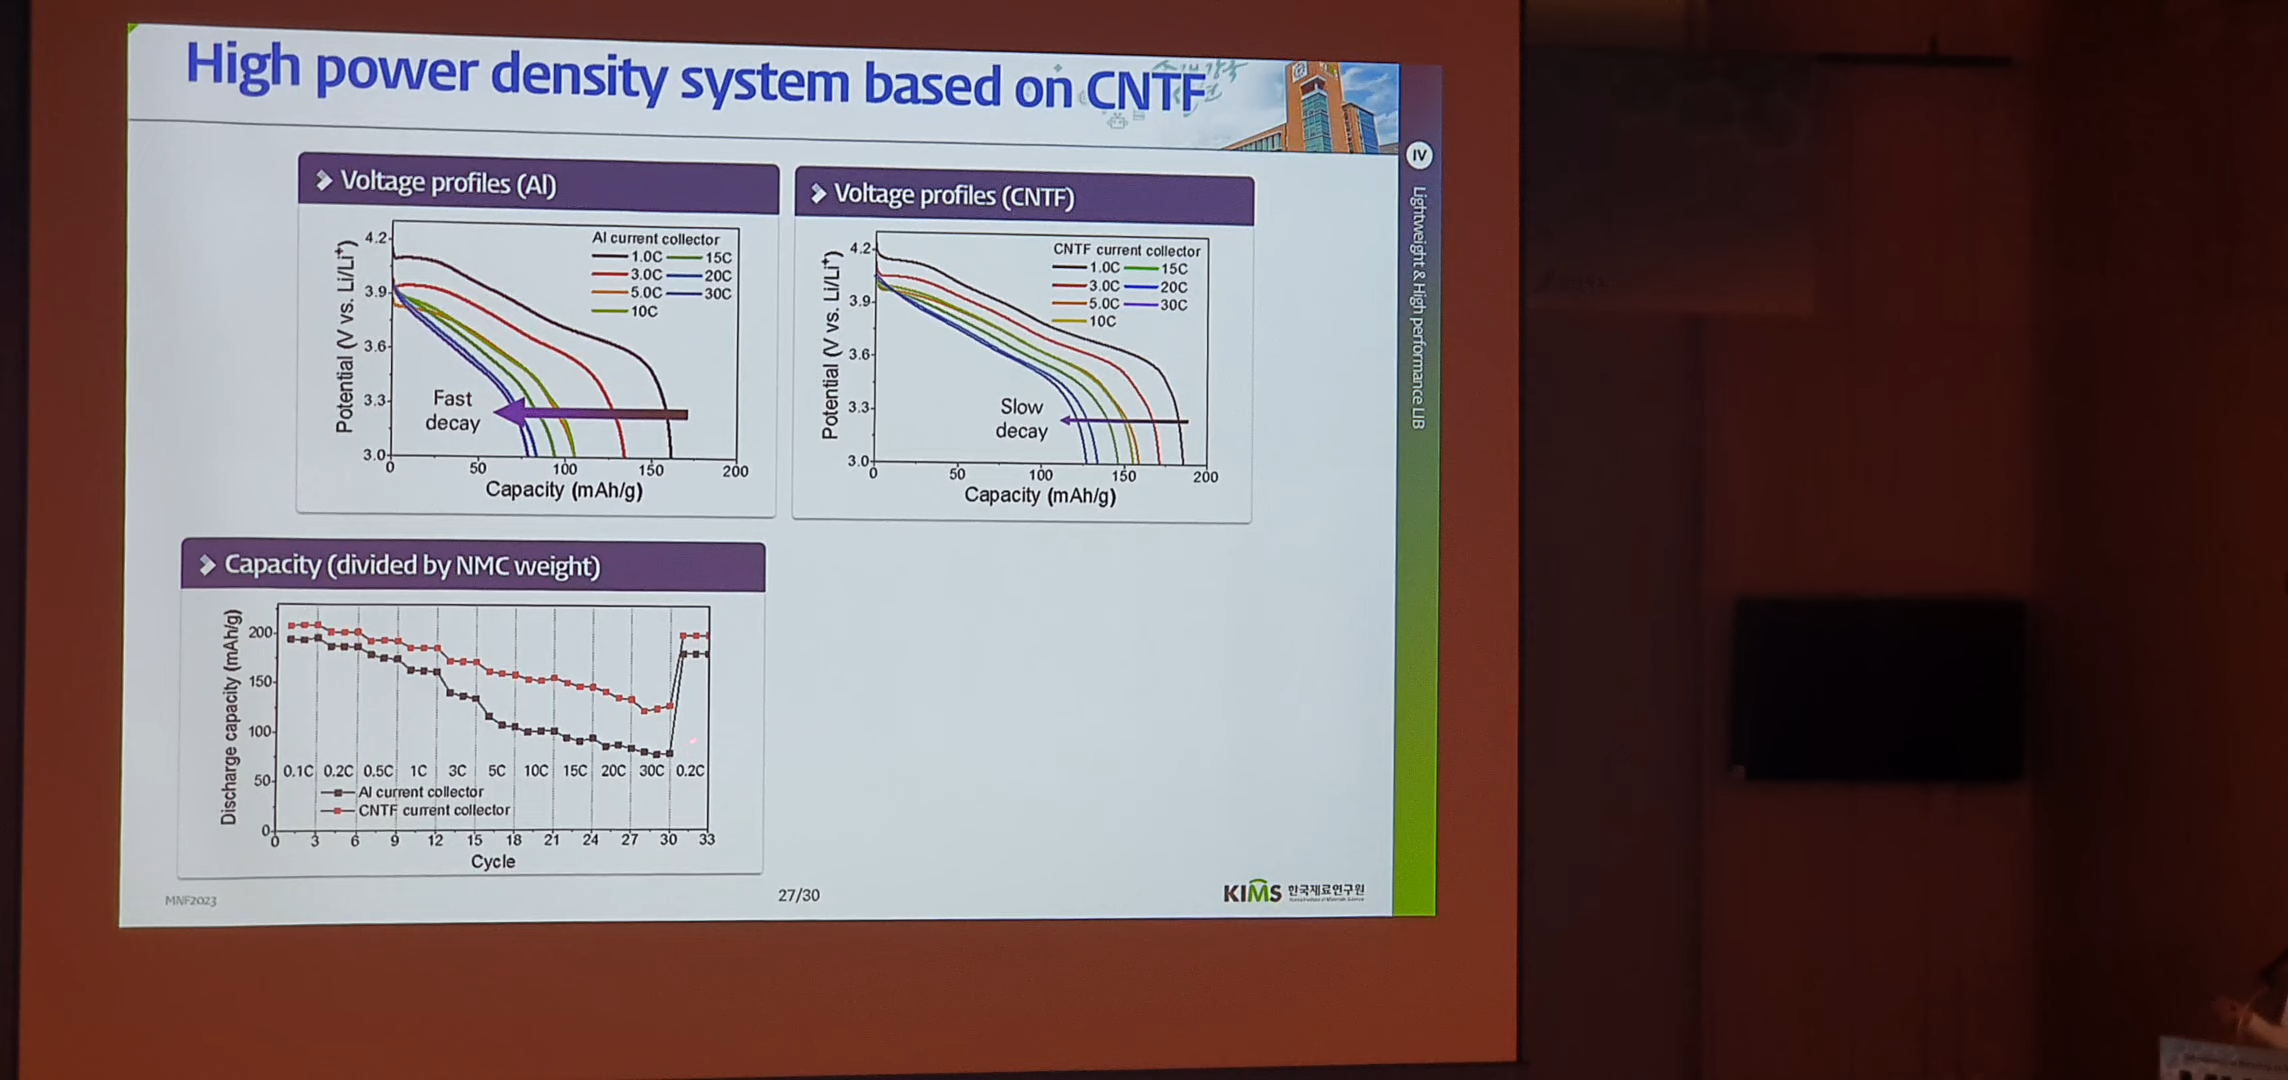 High power density system based on CNTF
IV
Lightweight & High performance LIB
Voltage profiles (Al)
Potential (V vs. Li/Li+)
4.2
3.9
3.6
3.3
3.0
Al current collector
1.0C 15C
3.0C 20C
5.0C 30C
10C
Fast
decay
0 50 100 150 200
Capacity (mAh/g)
Voltage profiles (CNTF)
Potential (V vs. Li/Li+)
4.2
3.9
3.6
3.3
3.0
CNTF current collector
1.0C 15C
3.0C 20C
5.0C 30C
10C
Slow
decay
0 50 100 150 200
Capacity (mAh/g)
Capacity (divided by NMC weight)
Discharge capacity (mAh/g)
200
150
100
50
0
0.1C 0.2C 0.5C 1C 3C 5C 10C 15C 20C 30C 0.2C
Al current collector
CNTF current collector
0 3 6 9 12 15 18 21 24 27 30 33
Cycle
MNF2023
27/30
KIMS 한국재료연구원